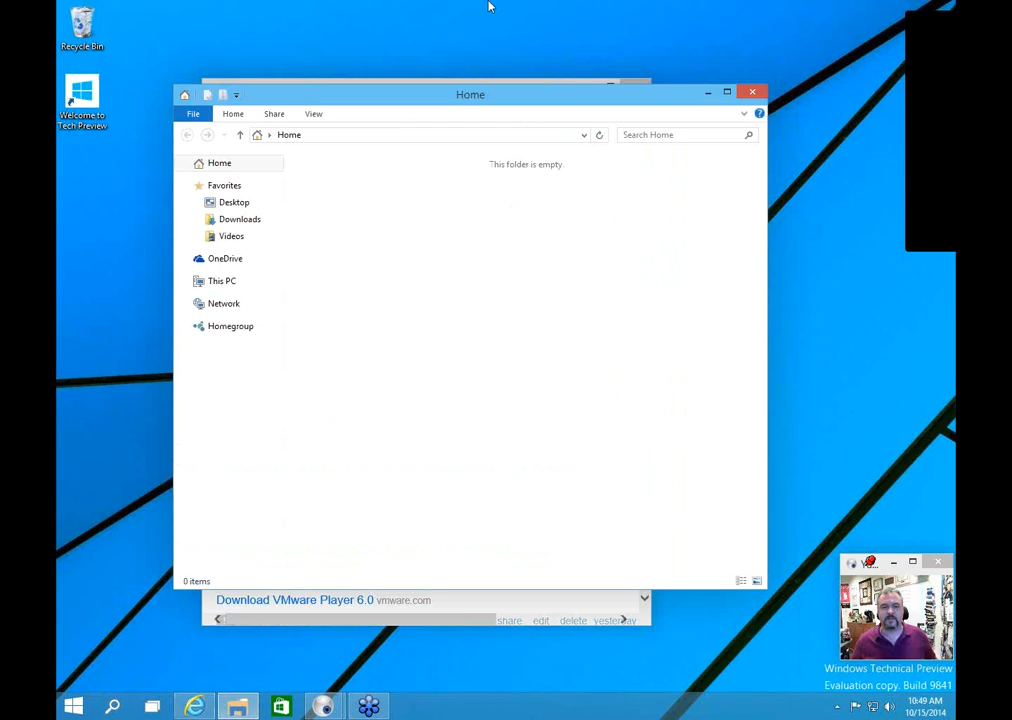 Recycle Bin
Welcome to
Tech Preview
Home
File
Home
Share
View
Home
Search Home
Home
This folder is empty.
Favorites
Desktop
Downloads
Videos
OneDrive
This PC
Network
Homegroup
0 items
Download VMware Player 6.0 vmware.com
share edit delete yesterday
Windows Technical Preview
Evaluation copy. Build 9841
10:49 AM
10/15/2014